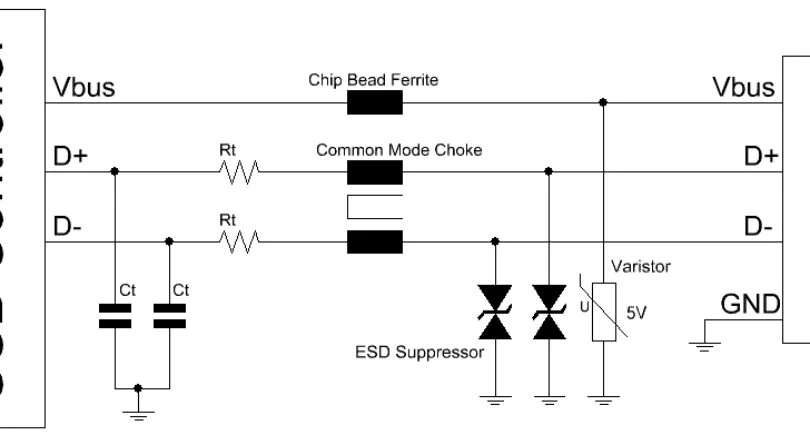 Chip Bead Ferrite
Vbus
Vbus
Rt
Common Mode Choke
D+
D+
Rt
D-
D-
Ct
Ct
Varistor
U
5V
GND
ESD Suppressor